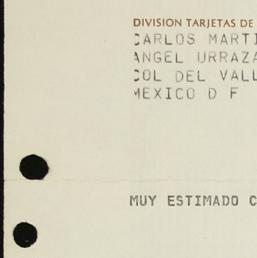 DIVISION TARJETAS DE
CARLOS MARTI
ANGEL URRAZA
COL DEL VALL
MEXICO D F
MUY ESTIMADO C